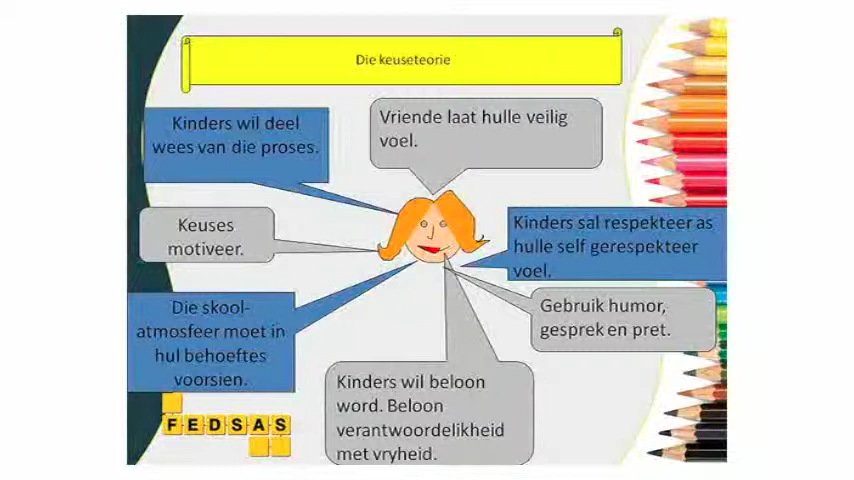 Die keuseteorie
Kinders wil deel
wees van die proses.
Vriende laat hulle veilig
voel.
Keuses
motiveer.
Kinders sal respekteer as
hulle self gerespekteer
voel.
Die skool-
atmosfeer moet in
hul behoeftes
voorsien.
Gebruik humor,
gesprek en pret.
Kinders wil beloon
word. Beloon
verantwoordelikheid
met vryheid.
FEDSAS